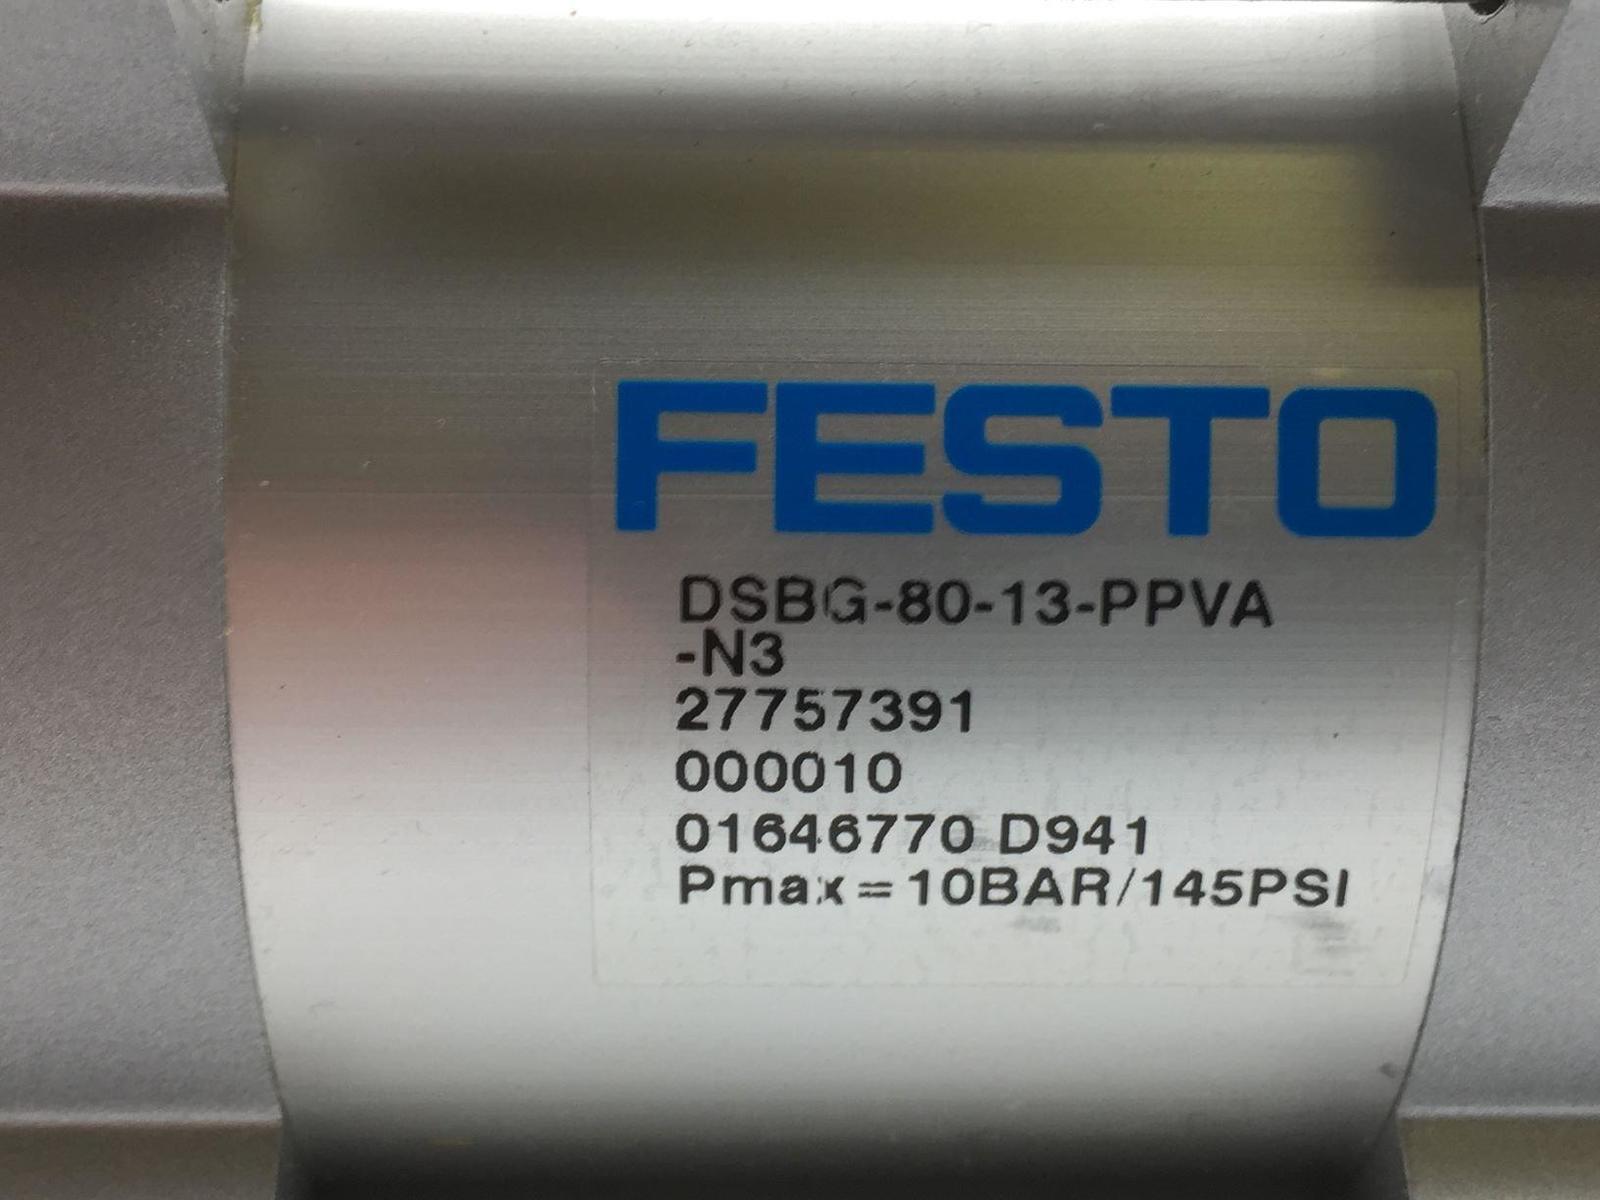 FESTO
DSBG-80-13-PPVA
-N3
27757391
000010
01646770 D941
Pmax=10BAR/145PSI